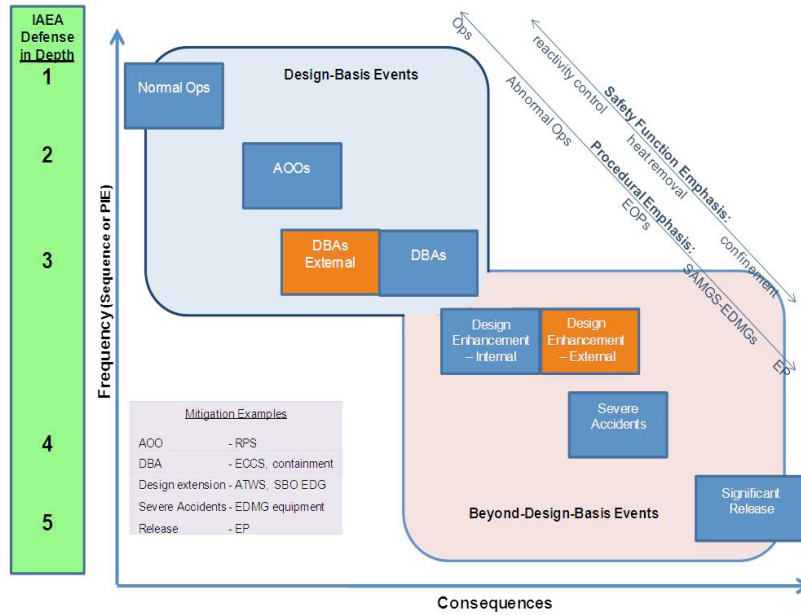 IAEA
Defense
in Depth
1
2
3
4
5
Frequency (Sequence or PIE)
Consequences
Design-Basis Events
Normal Ops
AOOs
DBAs
External
DBAs
Design
Enhancement
– Internal
Design
Enhancement
– External
Severe
Accidents
Significant
Release
Beyond-Design-Basis Events
Mitigation Examples
AOO - RPS
DBA - ECCS, containment
Design extension - ATWS, SBO EDG
Severe Accidents - EDMG equipment
Release - EP
Safety Function Emphasis:
reactivity control
heat removal
confinement
Procedural Emphasis:
Ops
Abnormal Ops
EOPs
SAMGS-EDMGs
EP